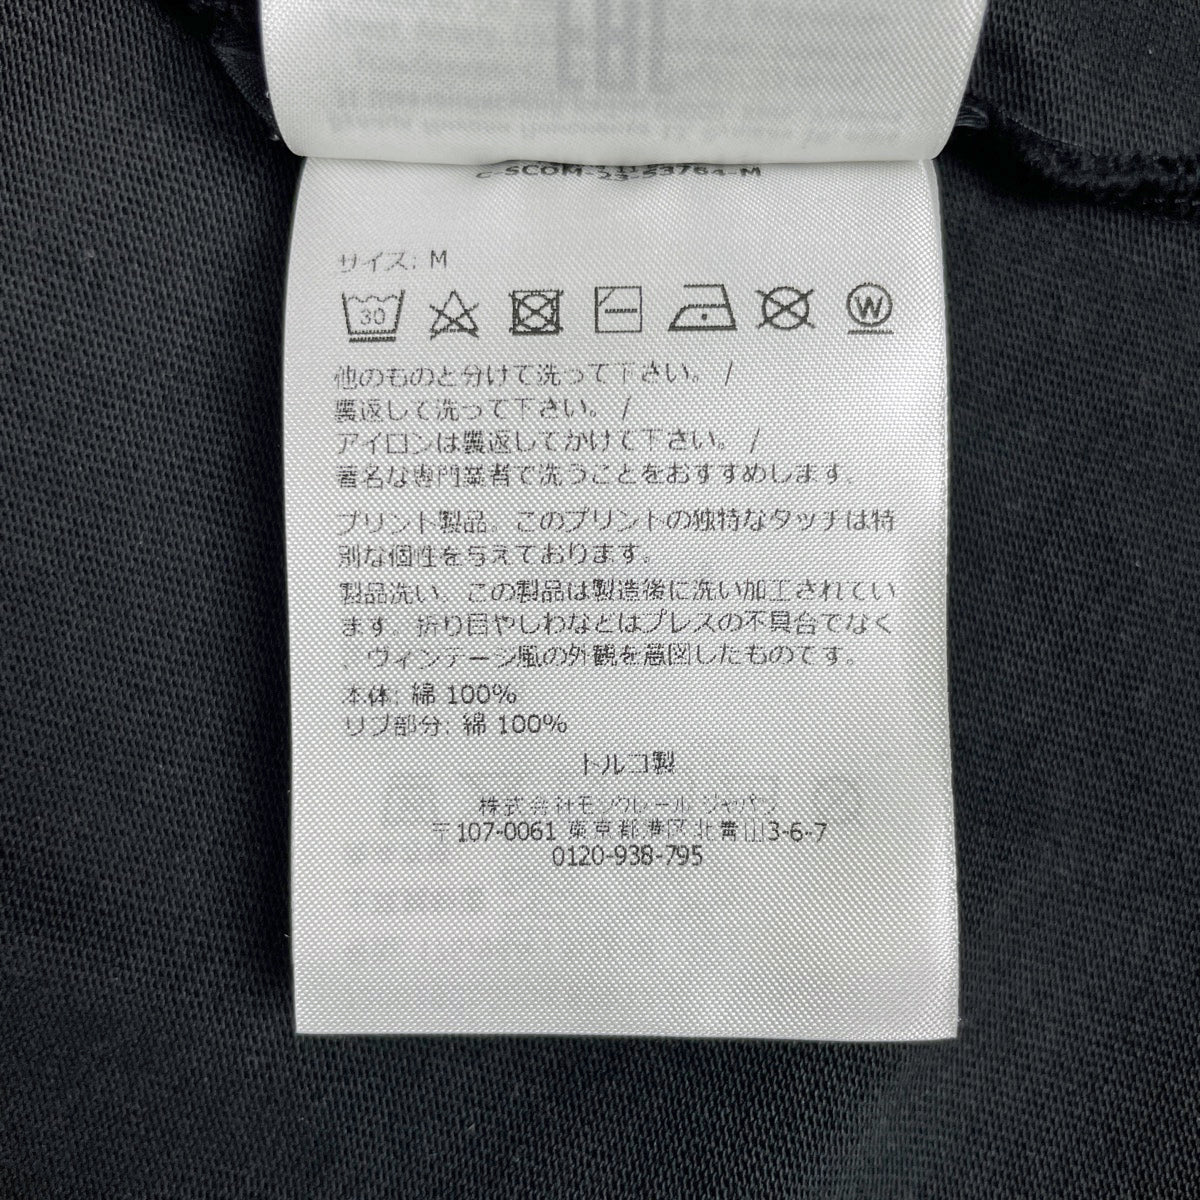 サイズ: M
30
W
他のものと分けて洗って下さい。 /
裏返して洗って下さい。 /
アイロンは裏返してかけて下さい。 /
著名な専門業者で洗うことをおすすめします。
プリント製品。このプリントの独特なタッチは特
別な個性を与えております。
製品洗い、この製品は製造後に洗い加工されてい
ます。折り目やしわなどはプレスの不具合でなく
、ヴィンテージ風の外観を意図したものです。
本体: 綿 100%
リブ部分: 綿 100%
トルコ製
株式会社モンクレール ジャパン
〒107-0061 東京都港区北青山3-6-7
0120-938-795